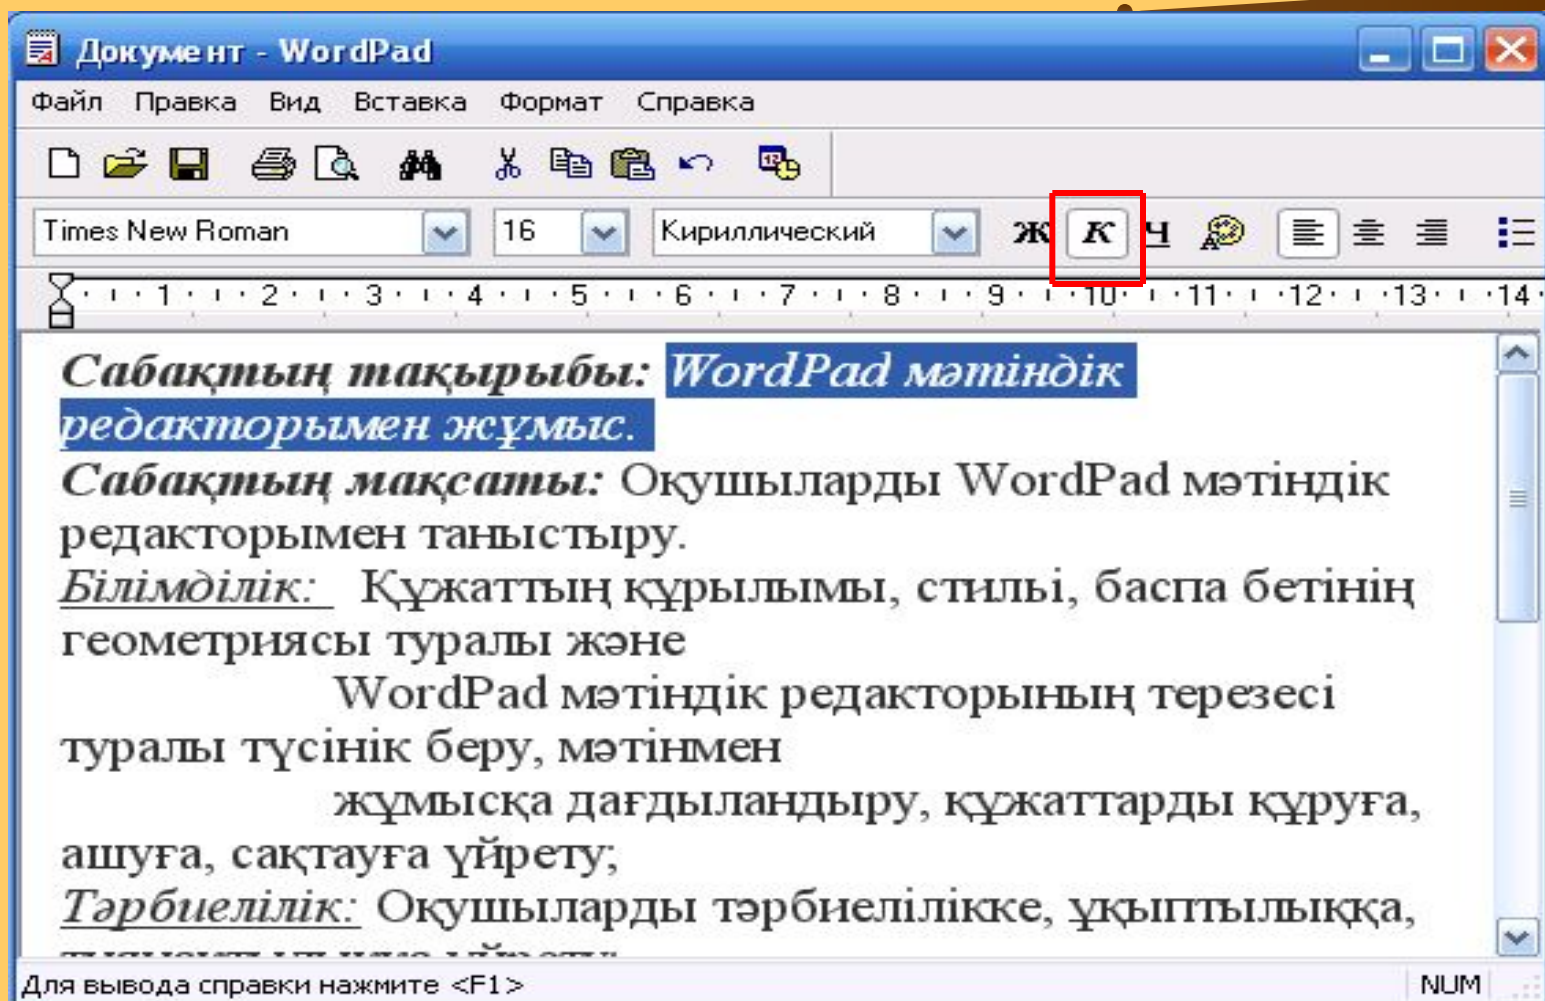 Документ - WordPad
Файл Правка Вид Вставка Формат Справка
Times New Roman 16 Кириллический Ж К Ч
1 2 3 4 5 6 7 8 9 10 11 12 13 14
Сабақтың тақырыбы: WordPad мәтіндік
редакторымен жұмыс.
Сабақтың мақсаты: Оқушыларды WordPad мәтіндік
редакторымен таныстыру.
Білімділік: Құжаттың құрылымы, стильі, баспа бетінің
геометриясы туралы және
WordPad мәтіндік редакторының терезесі
туралы түсінік беру, мәтінмен
жұмысқа дағдыландыру, құжаттарды құруға,
ашуға, сақтауға үйрету;
Тәрбиелілік: Оқушыларды тәрбиелілікке, ұқыптылыққа,
Для вывода справки нажмите <F1> NUM